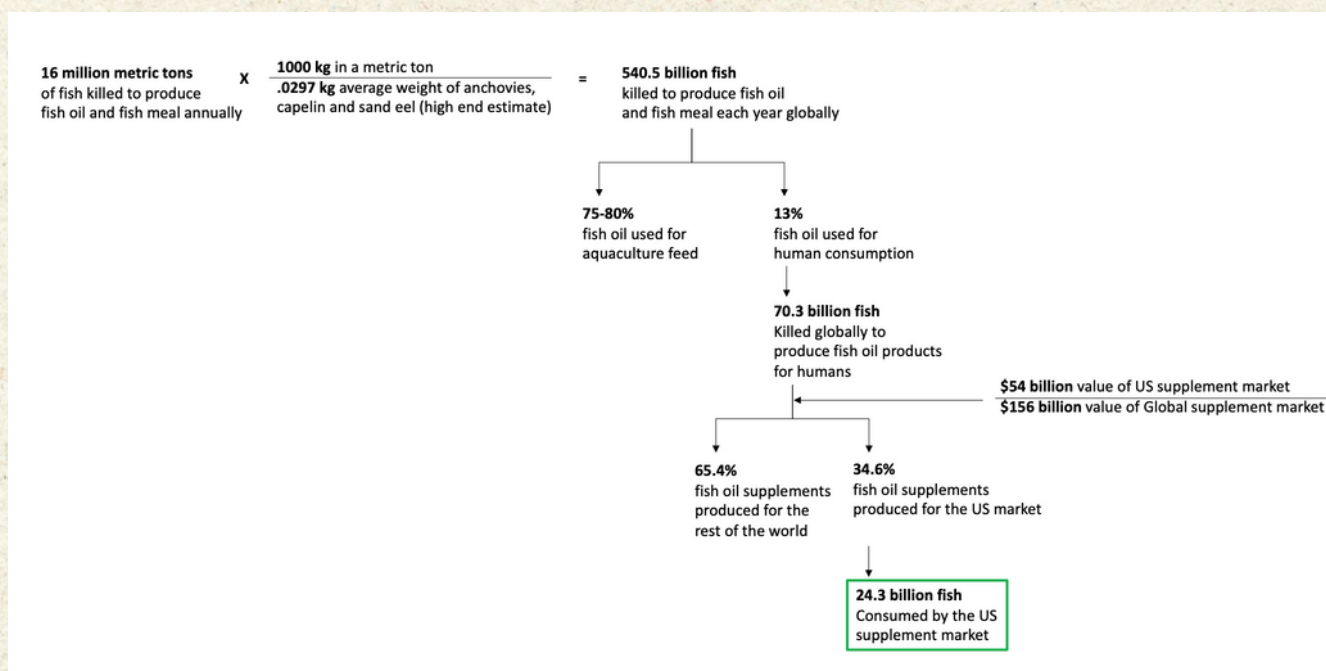 16 million metric tons
of fish killed to produce
fish oil and fish meal annually
X
1000 kg in a metric ton
.0297 kg average weight of anchovies,
capelin and sand eel (high end estimate)
=
540.5 billion fish
killed to produce fish oil
and fish meal each year globally
75-80%
fish oil used for
aquaculture feed
13%
fish oil used for
human consumption
70.3 billion fish
Killed globally to
produce fish oil products
for humans
$54 billion value of US supplement market
$156 billion value of Global supplement market
65.4%
fish oil supplements
produced for the
rest of the world
34.6%
fish oil supplements
produced for the US market
24.3 billion fish
Consumed by the US
supplement market